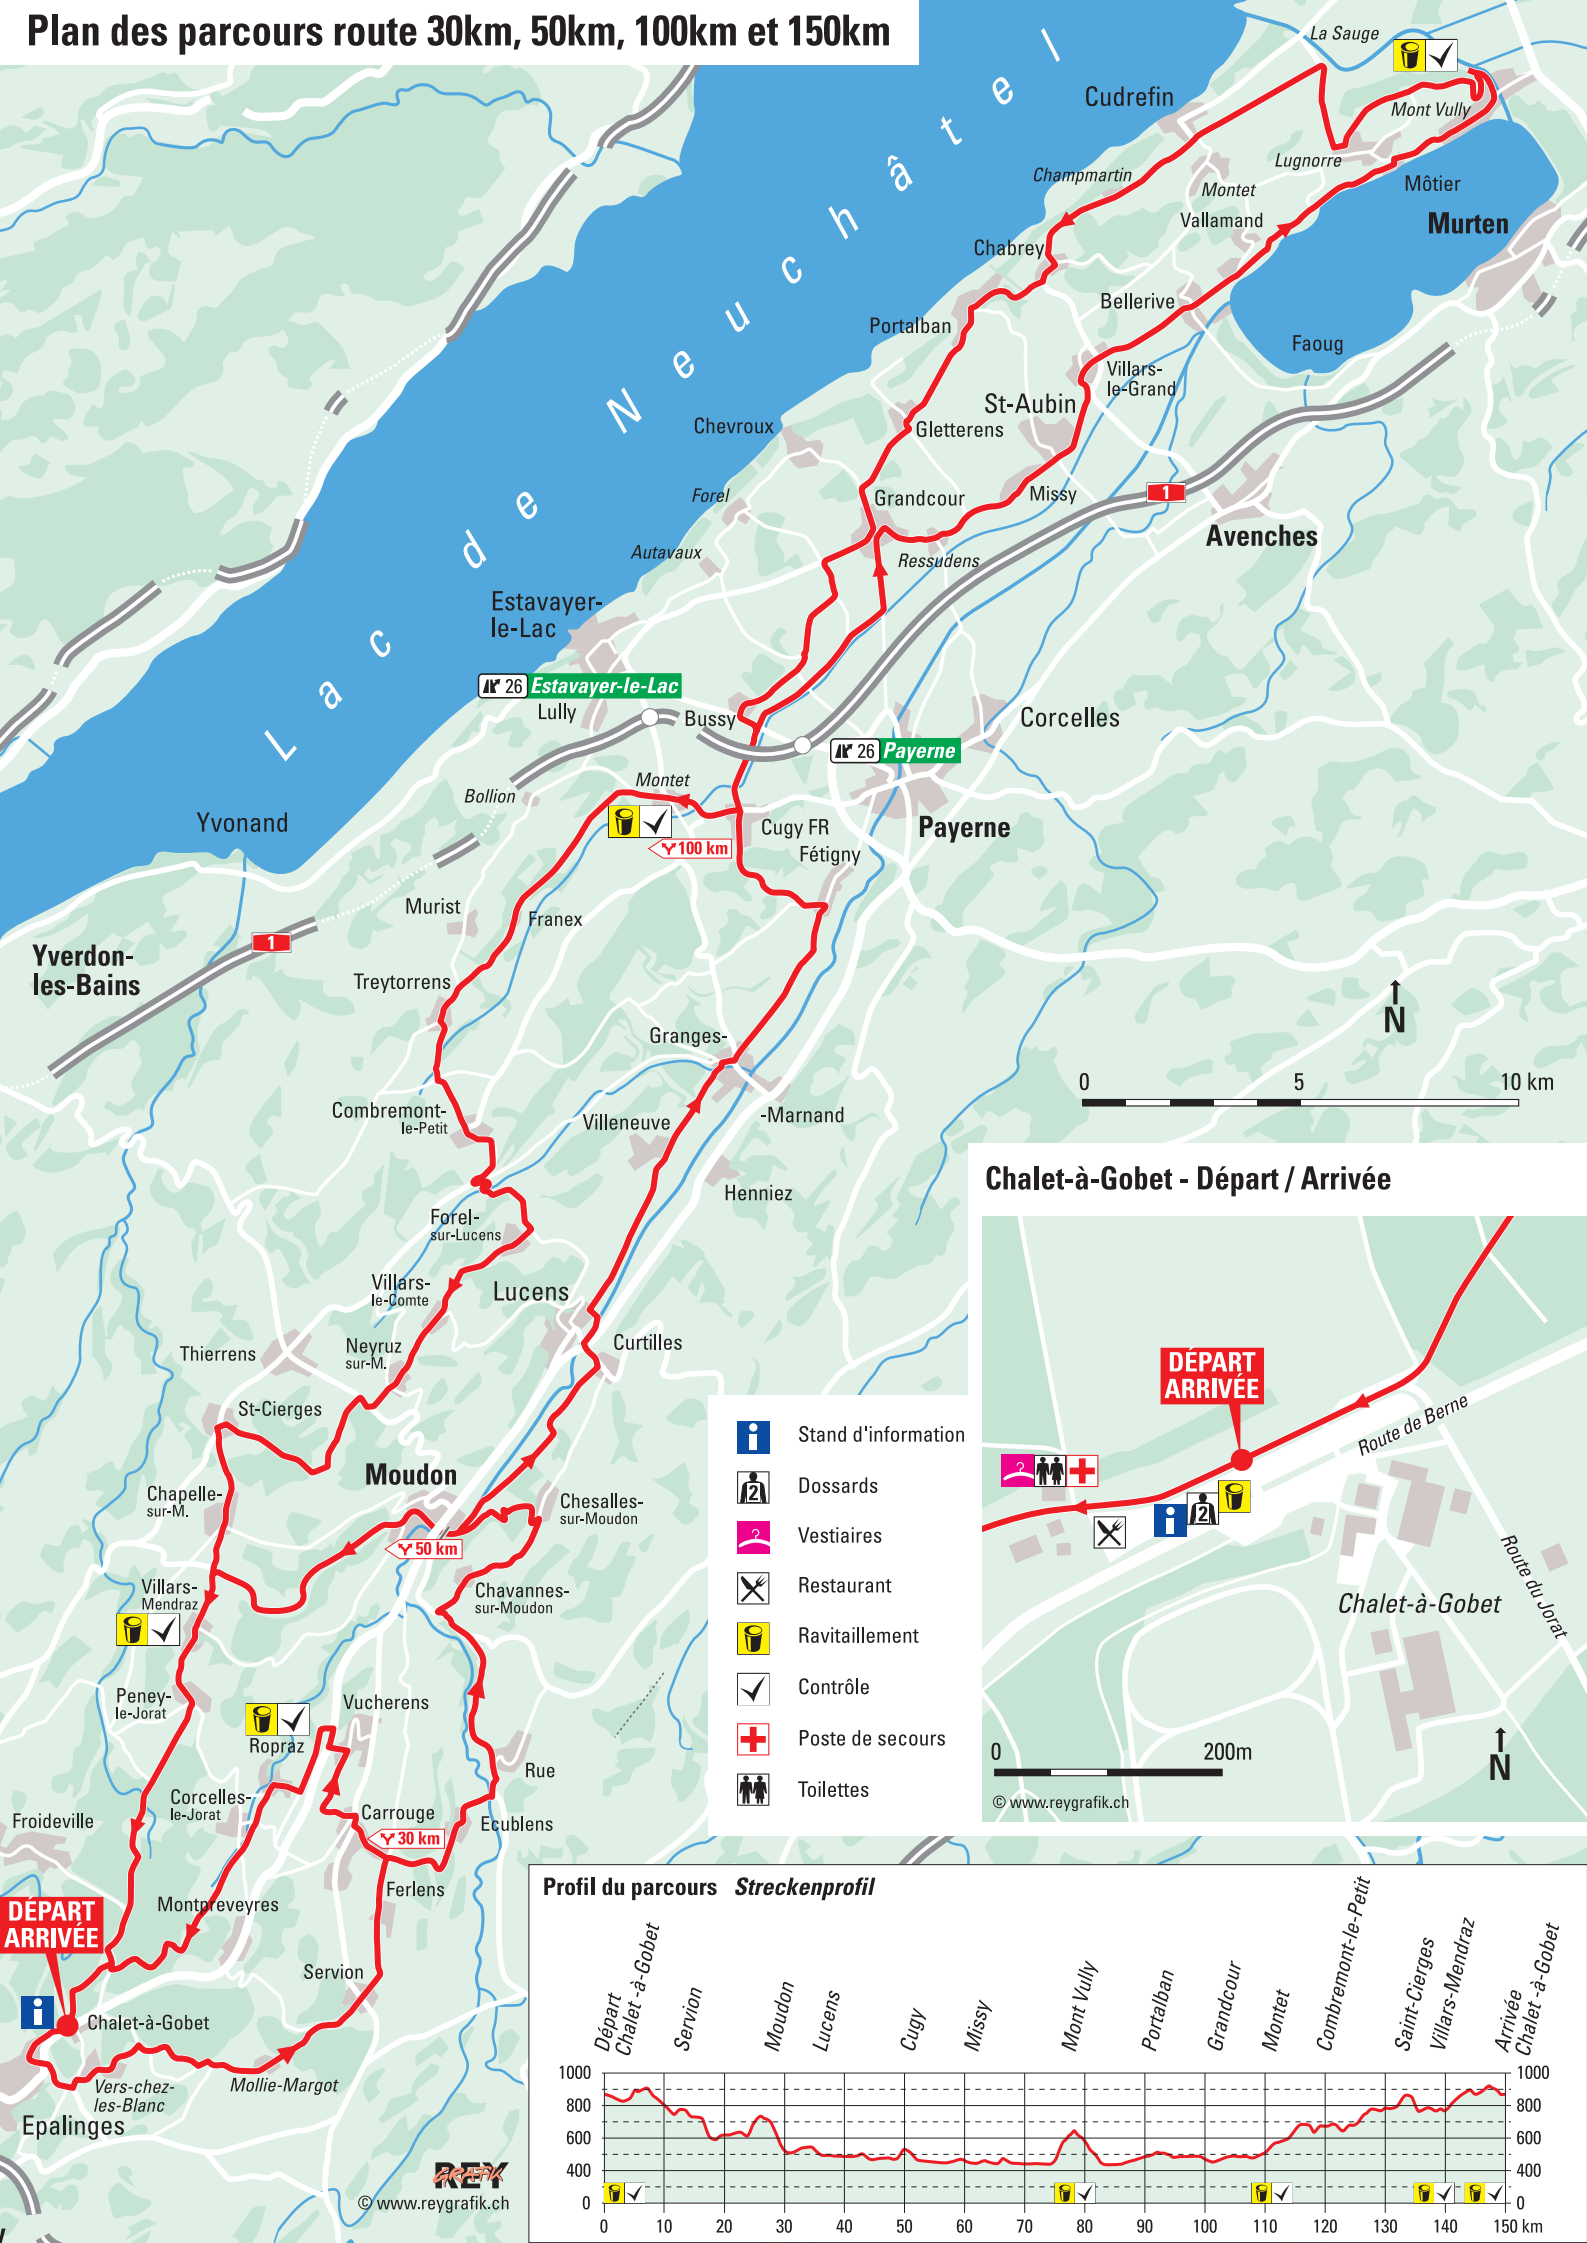 Plan des parcours route 30km, 50km, 100km et 150km
Lac de Neuchâtel
La Sauge
Cudrefin
Mont Vully
Lugnorre
Champmartin
Montet
Môtier
Vallamand
Murten
Chabrey
Bellerive
Portalban
Faoug
Villars-
le-Grand
St-Aubin
Chevroux
Gletterens
Forel
Grandcour
Missy
1
Avenches
Autavaux
Ressudens
Estavayer-
le-Lac
26 Estavayer-le-Lac
Lully
Bussy
Corcelles
26 Payerne
Montet
Bollion
Yvonand
Cugy FR
Payerne
100 km
Fétigny
Murist
Franex
1
Yverdon-
les-Bains
Treytorrens
N
Granges-
0 5 10 km
Combremont-
le-Petit
Villeneuve
-Marnand
Henniez
Forel-
sur-Lucens
Villars-
le-Comte
Lucens
Thierrens
Neyruz
sur-M.
Curtilles
St-Cierges
Moudon
Chapelle-
sur-M.
Chesalles-
sur-Moudon
50 km
Villars-
Mendraz
Chavannes-
sur-Moudon
Peney-
le-Jorat
Vucherens
Ropraz
Rue
Corcelles-
le-Jorat
Carrouge
Froideville
30 km
Ecublens
Ferlens
Montpreveyres
DÉPART
ARRIVÉE
Servion
Chalet-à-Gobet
Vers-chez-
les-Blanc
Mollie-Margot
Epalinges
REY
GRAFIK
© www.reygrafik.ch
Chalet-à-Gobet - Départ / Arrivée
DÉPART
ARRIVÉE
Route de Berne
2
Route du Jorat
Chalet-à-Gobet
0 200m
N
© www.reygrafik.ch
Stand d'information
2
Dossards
Vestiaires
Restaurant
Ravitaillement
Contrôle
Poste de secours
Toilettes
Profil du parcours Streckenprofil
Départ
Chalet -à-Gobet
Servion
Moudon
Lucens
Cugy
Missy
Mont Vully
Portalban
Grandcour
Montet
Combremont-le-Petit
Saint-Cierges
Villars-Mendraz
Arrivée
Chalet -à-Gobet
1000 1000
800 800
600 600
400 400
0 0
0 10 20 30 40 50 60 70 80 90 100 110 120 130 140 150 km